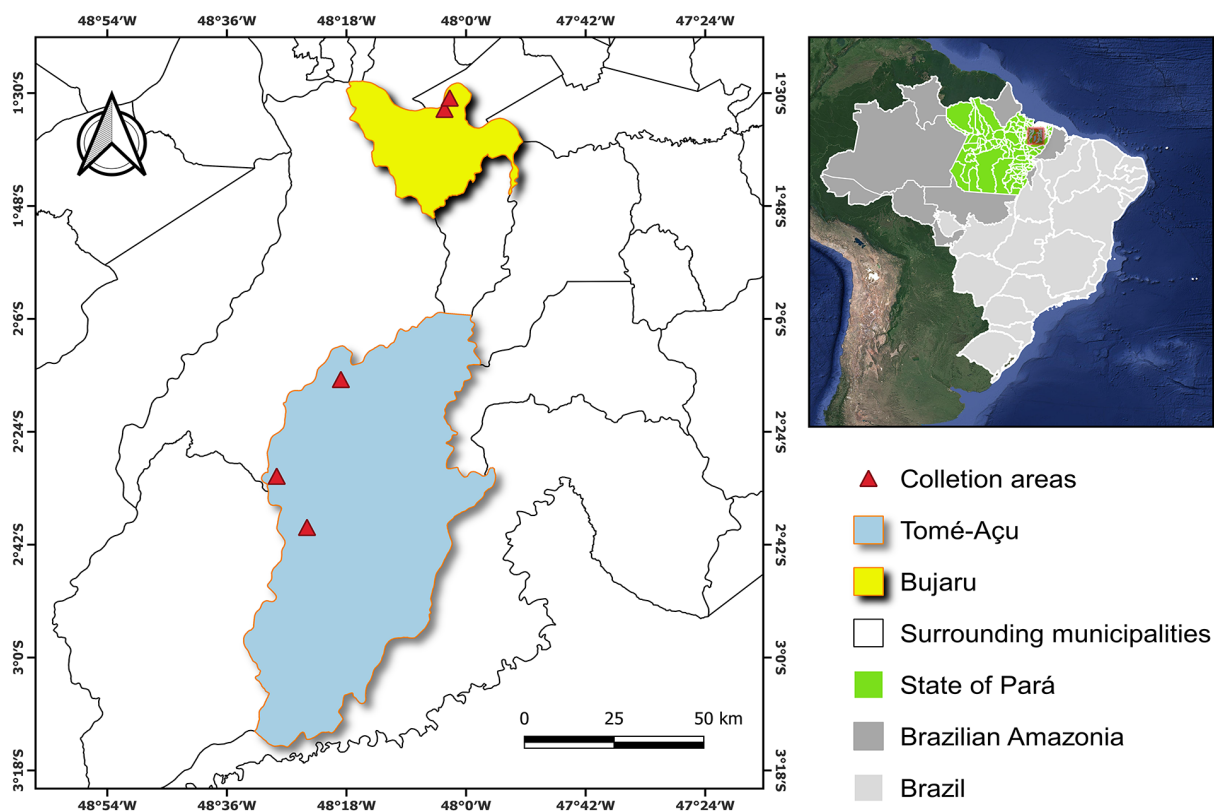 48°54'W 48°36'W 48°18'W 48°0'W 47°42'W 47°24'W
1°30'S 1°30'S
1°48'S 1°48'S
2°6'S 2°6'S
2°24'S 2°24'S
2°42'S 2°42'S
3°0'S 3°0'S
3°18'S 3°18'S
0 25 50 km
48°54'W 48°36'W 48°18'W 48°0'W 47°42'W 47°24'W
Colletion areas
Tomé-Açu
Bujaru
Surrounding municipalities
State of Pará
Brazilian Amazonia
Brazil